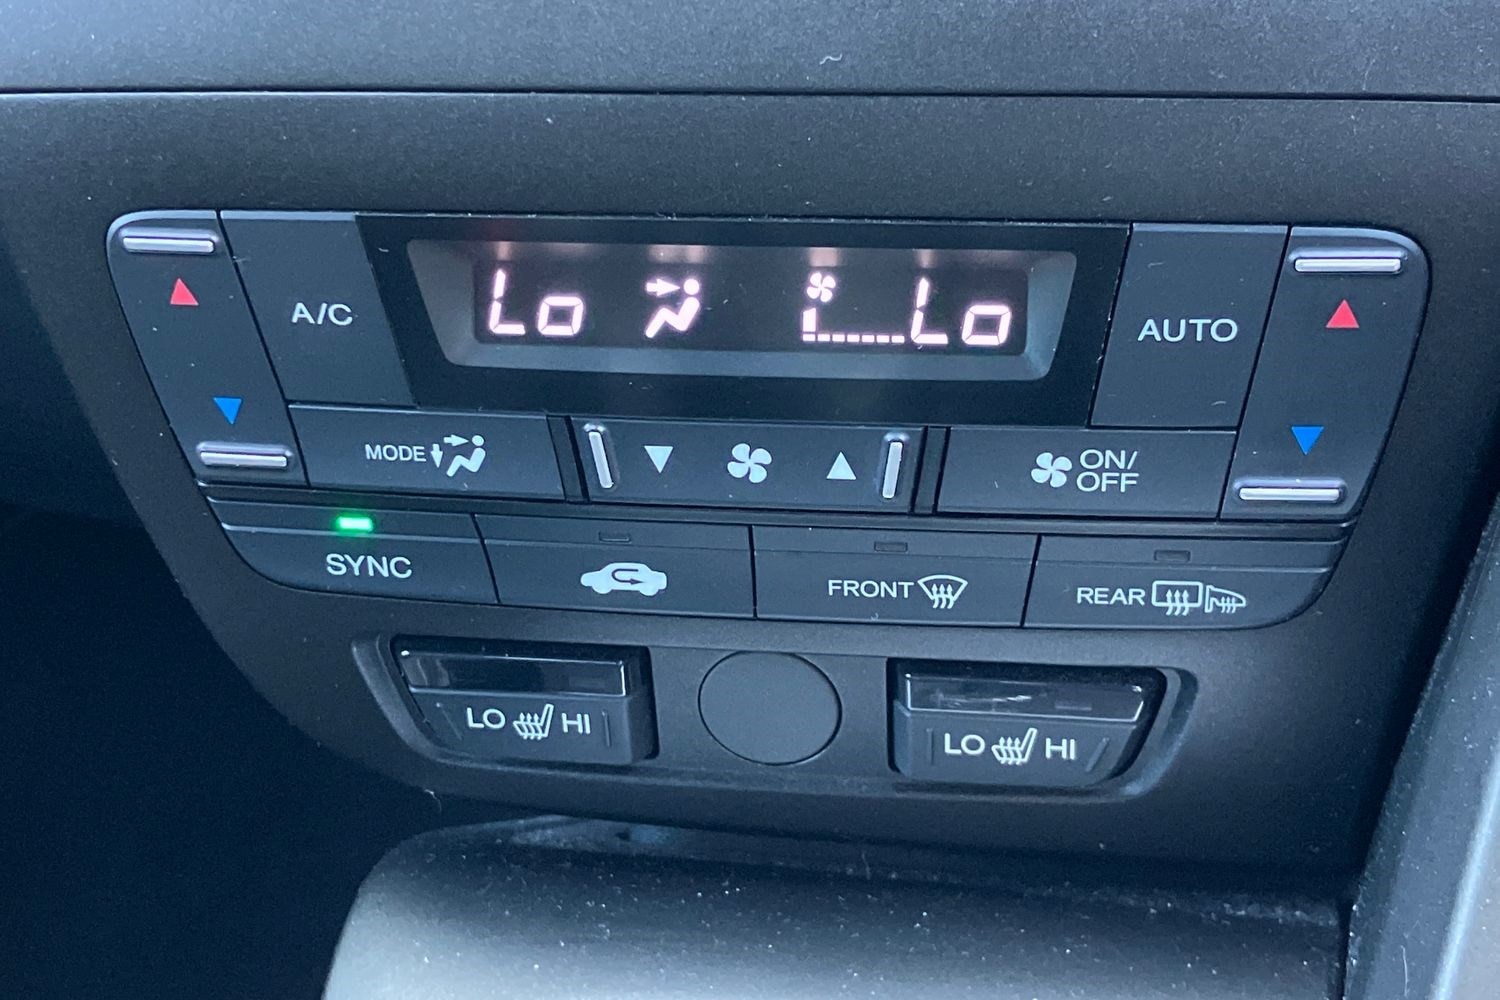 A/C
Lo
Lo
AUTO
MODE
ON/
OFF
SYNC
FRONT
REAR
LO HI
LO HI